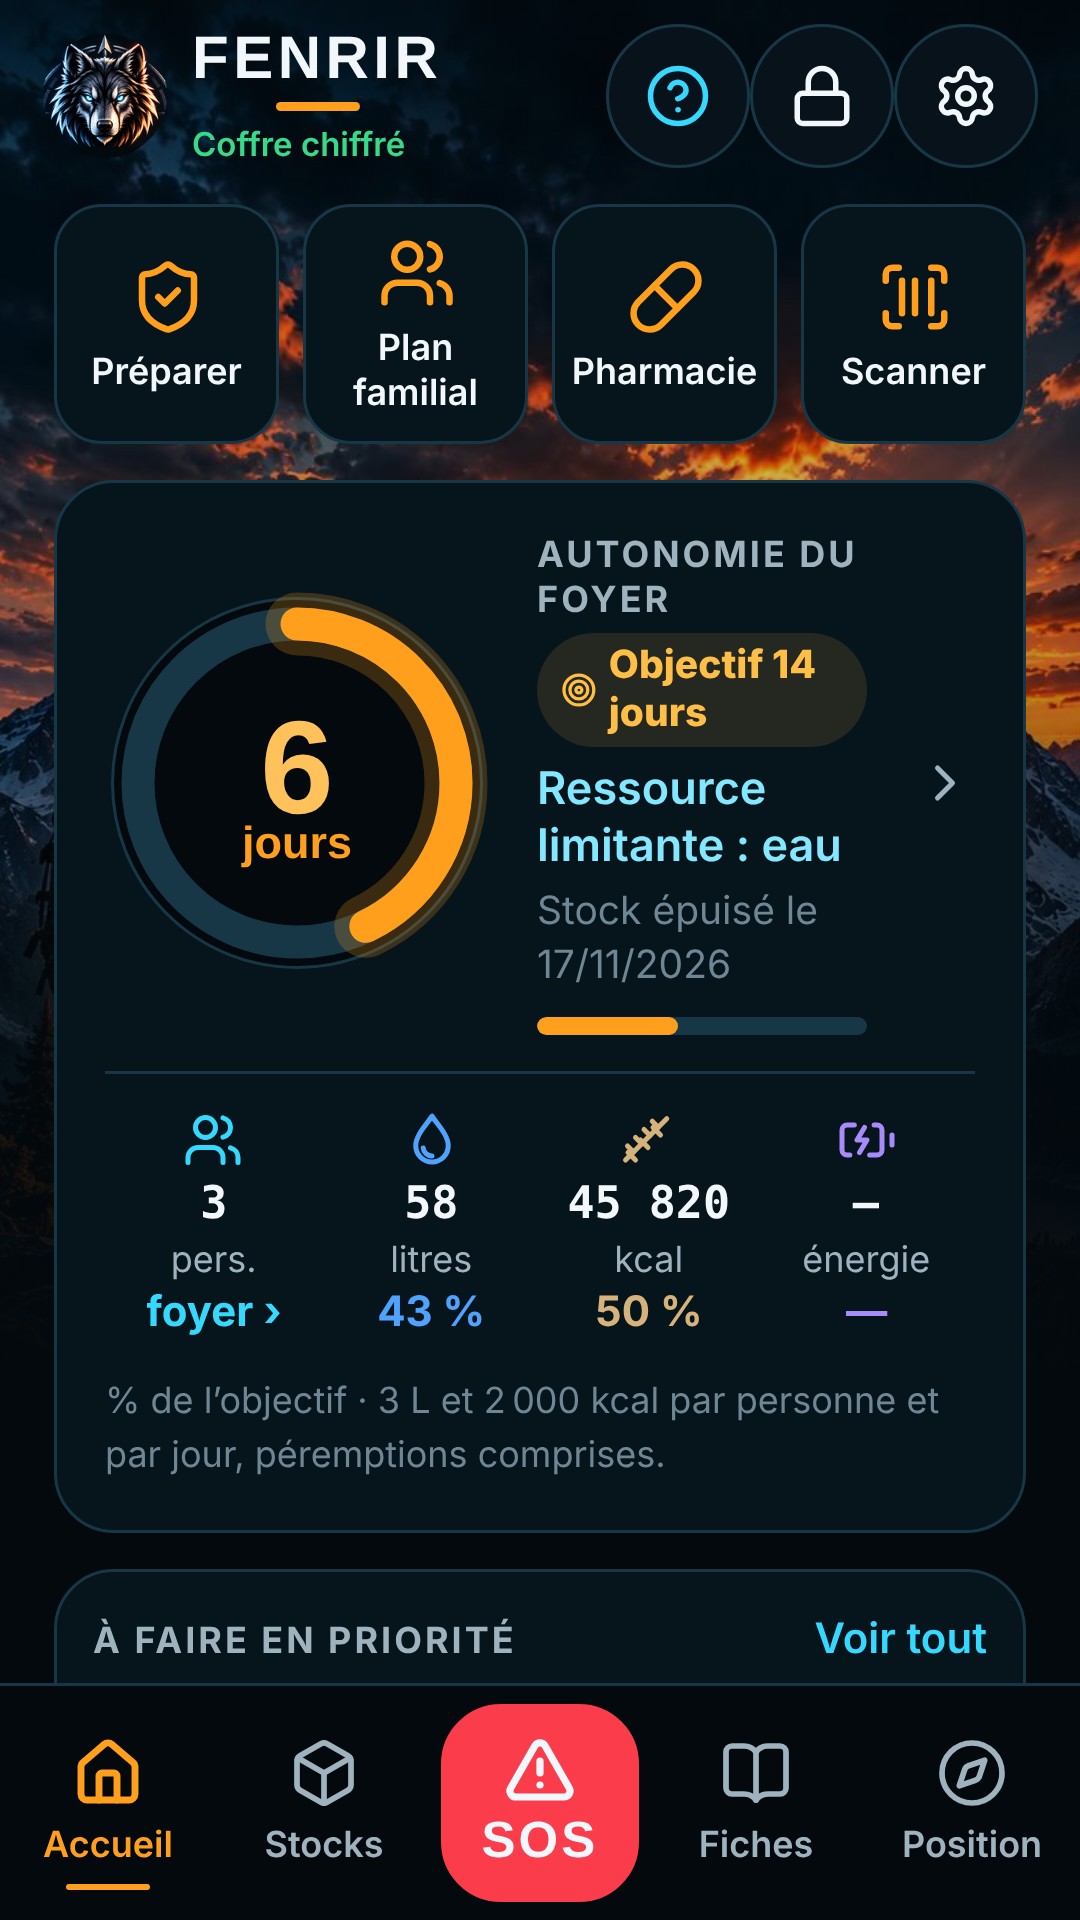 FENRIR
Coffre chiffré
Préparer
Plan
familial
Pharmacie
Scanner
AUTONOMIE DU
FOYER
Objectif 14
jours
6
jours
Ressource
limitante : eau
Stock épuisé le
17/11/2026
3
pers.
foyer ›
58
litres
43 %
45 820
kcal
50 %
–
énergie
—
% de l’objectif · 3 L et 2 000 kcal par personne et
par jour, péremptions comprises.
À FAIRE EN PRIORITÉ
Voir tout
Accueil
Stocks
SOS
Fiches
Position